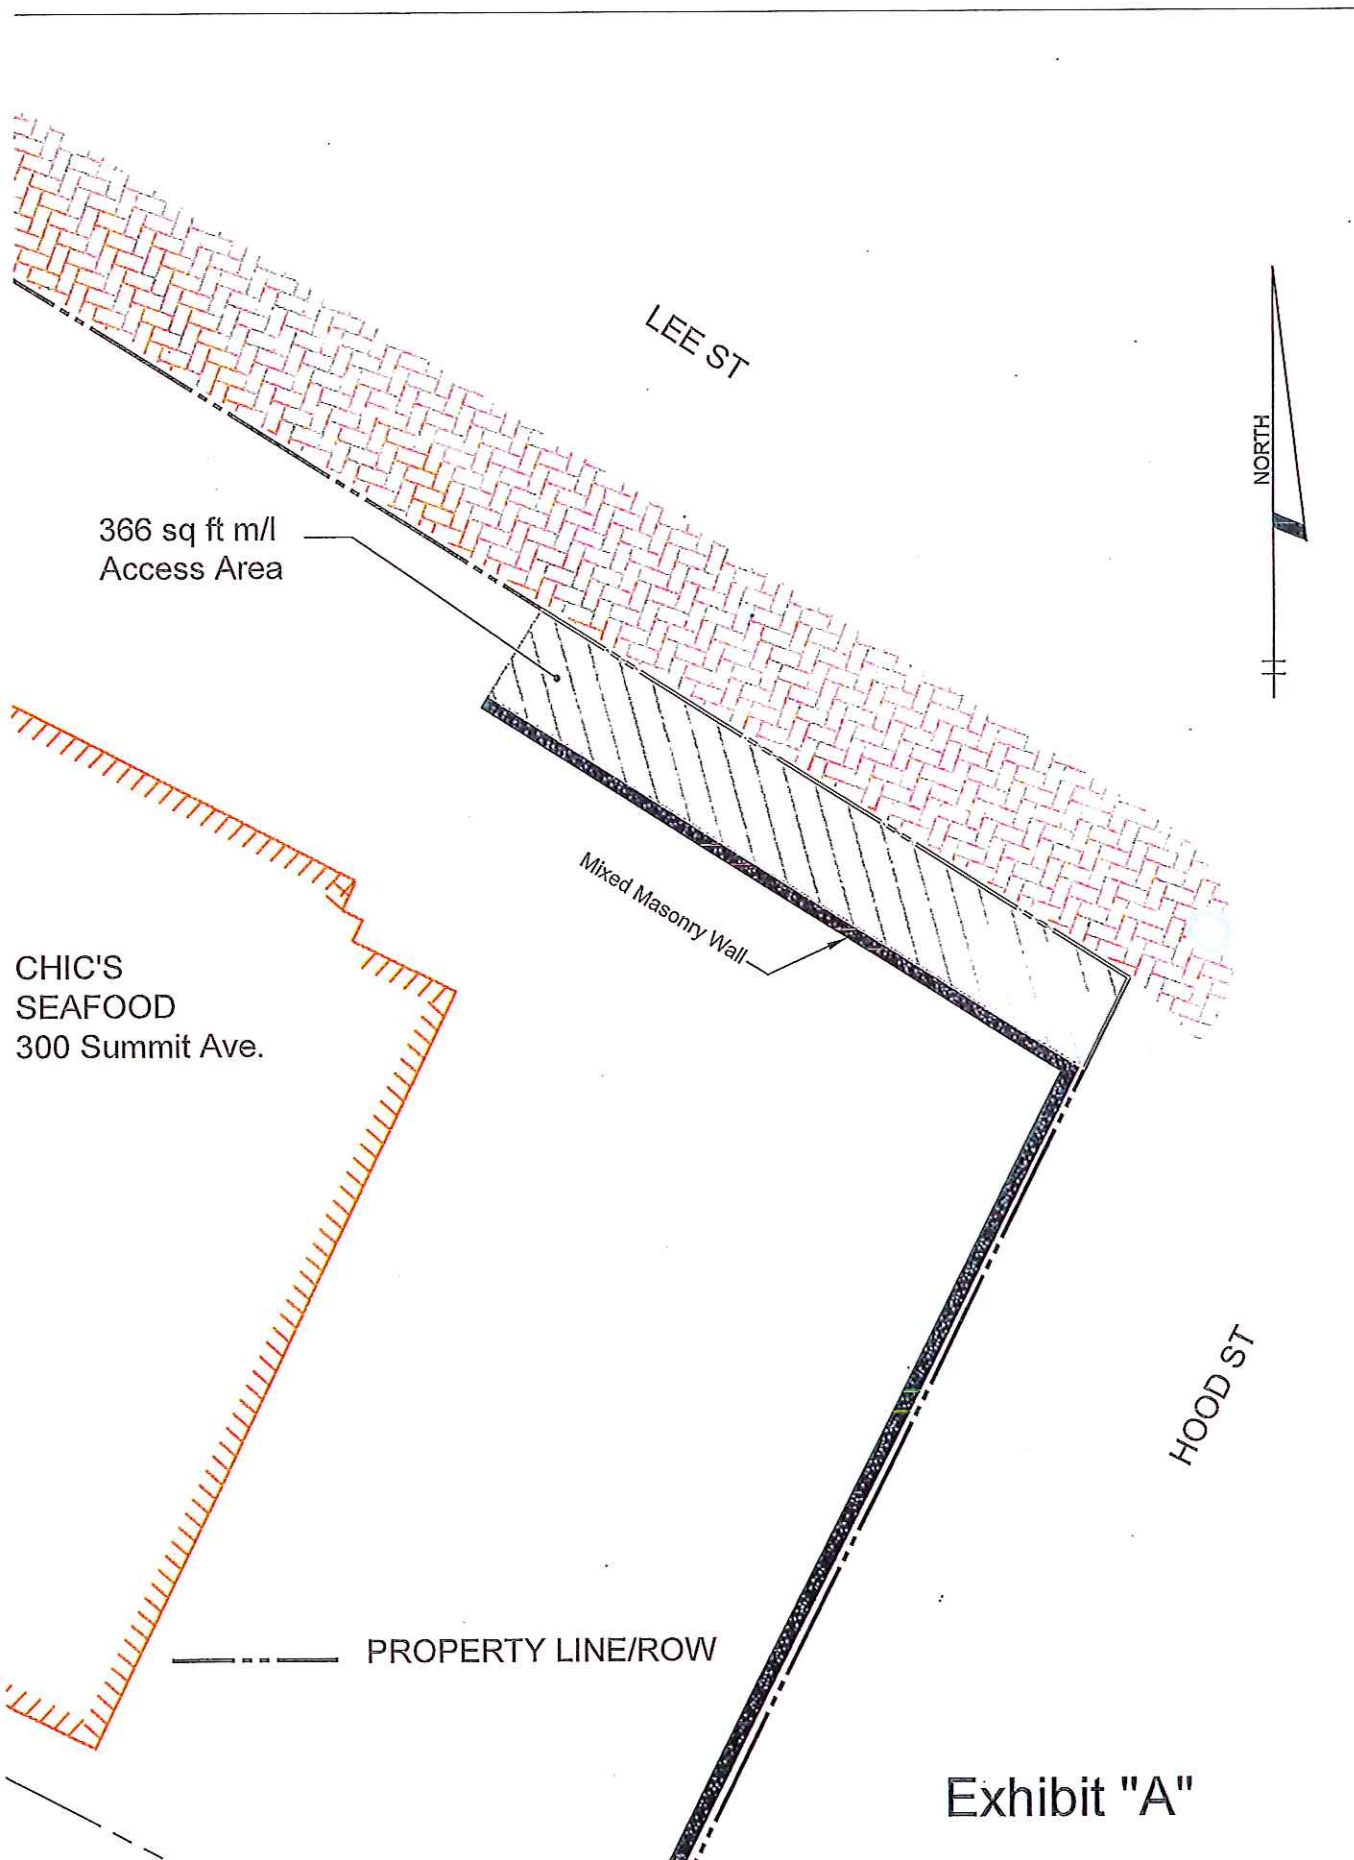 LEE ST
NORTH
366 sq ft m/l
Access Area
Mixed Masonry Wall
CHIC'S
SEAFOOD
300 Summit Ave.
HOOD ST
PROPERTY LINE/ROW
Exhibit "A"